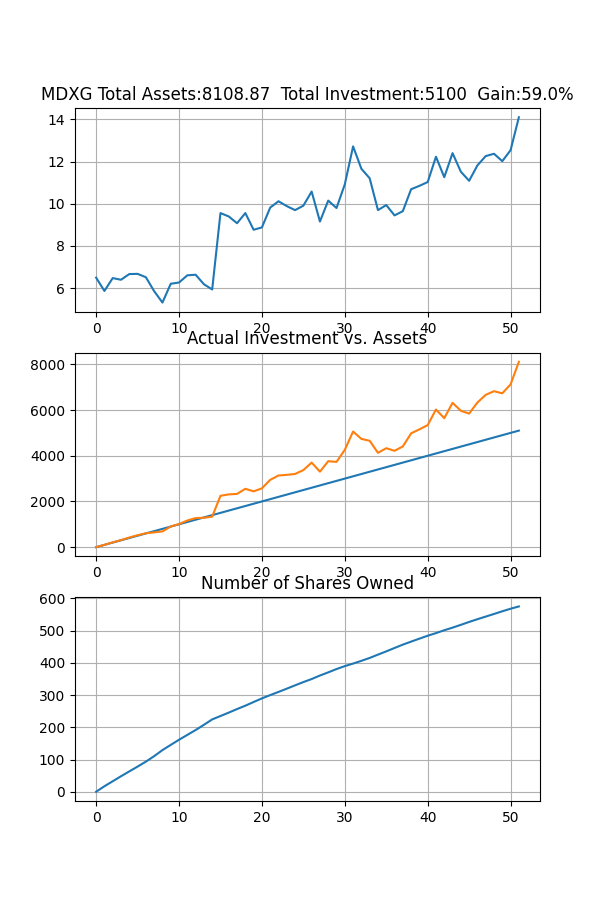 MDXG Total Assets:8108.87  Total Investment:5100  Gain:59.0%
14
12
10
8
6
0 10 20 30 40 50
Actual Investment vs. Assets
8000
6000
4000
2000
0
0 10 20 30 40 50
Number of Shares Owned
600
500
400
300
200
100
0
0 10 20 30 40 50